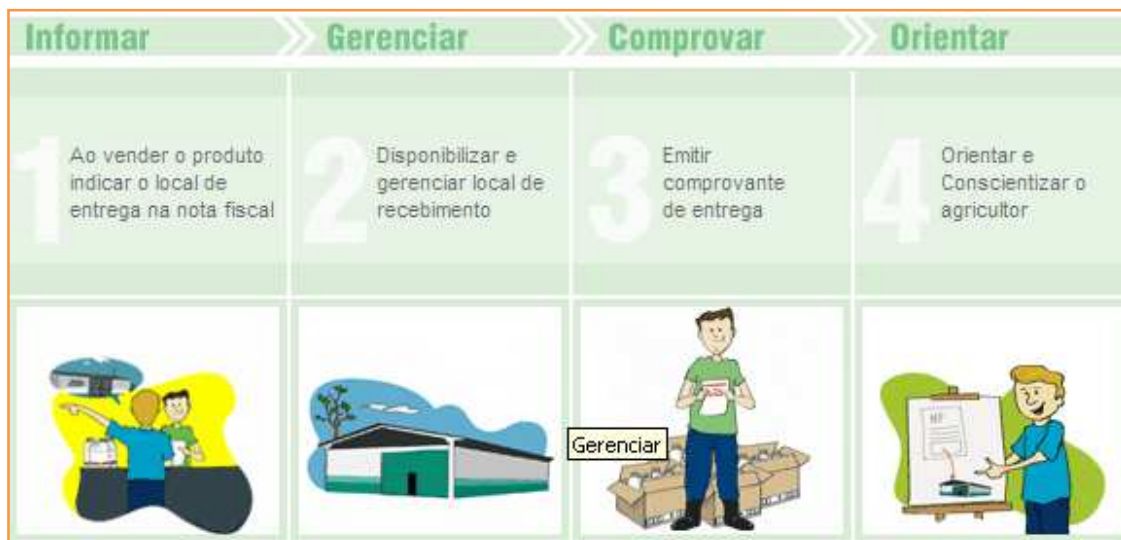 Informar
Gerenciar
Comprovar
Orientar
1
Ao vender o produto
indicar o local de
entrega na nota fiscal
2
Disponibilizar e
gerenciar local de
recebimento
3
Emitir
comprovante
de entrega
4
Orientar e
Conscientizar o
agricultor
Gerenciar
NF